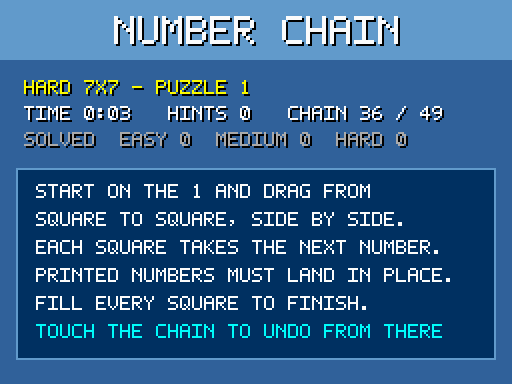 NUMBER CHAIN
HARD 7X7 - PUZZLE 1
TIME 0:03 HINTS 0 CHAIN 36 / 49
SOLVED EASY 0 MEDIUM 0 HARD 0
START ON THE 1 AND DRAG FROM
SQUARE TO SQUARE, SIDE BY SIDE.
EACH SQUARE TAKES THE NEXT NUMBER.
PRINTED NUMBERS MUST LAND IN PLACE.
FILL EVERY SQUARE TO FINISH.
TOUCH THE CHAIN TO UNDO FROM THERE